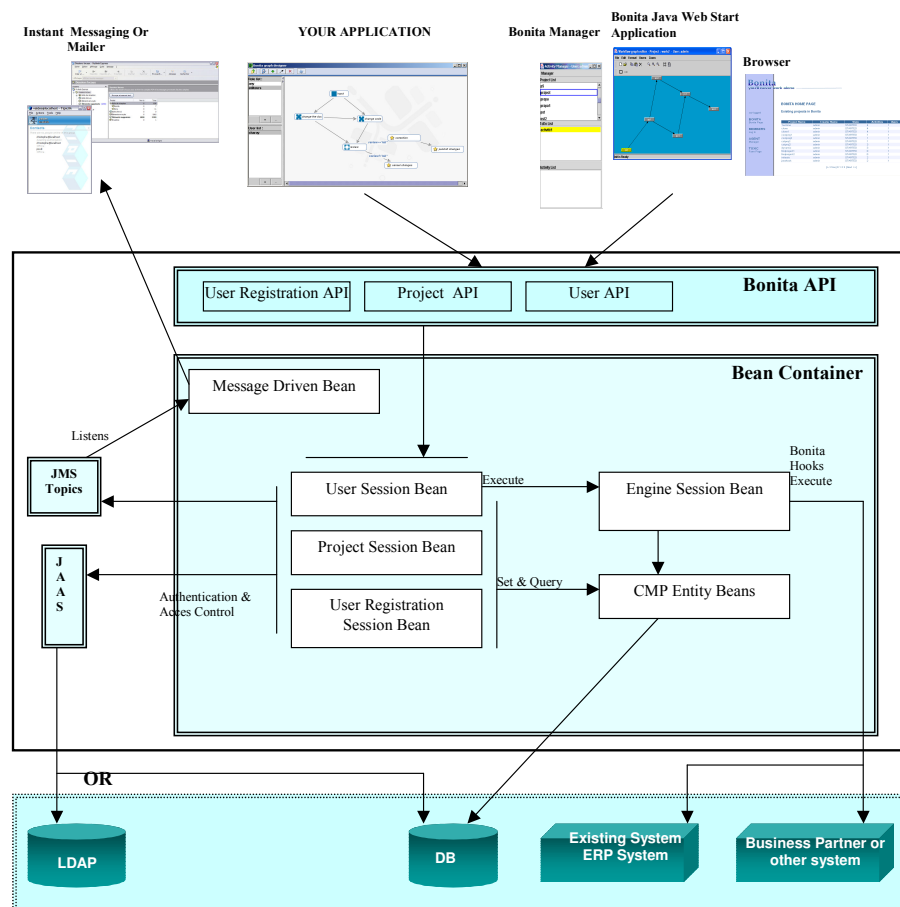 Instant Messaging Or
Mailer
YOUR APPLICATION
Bonita Manager
Bonita Java Web Start
Application
Browser
Bonita
BONITA HOME PAGE
User Registration API
Project API
User API
Bonita API
Bean Container
Message Driven Bean
Listens
JMS
Topics
User Session Bean
Execute
Engine Session Bean
Bonita
Hooks
Execute
Project Session Bean
J
A
A
S
Authentication &
Acces Control
User Registration
Session Bean
Set & Query
CMP Entity Beans
OR
LDAP
DB
Existing System
ERP System
Business Partner or
other system